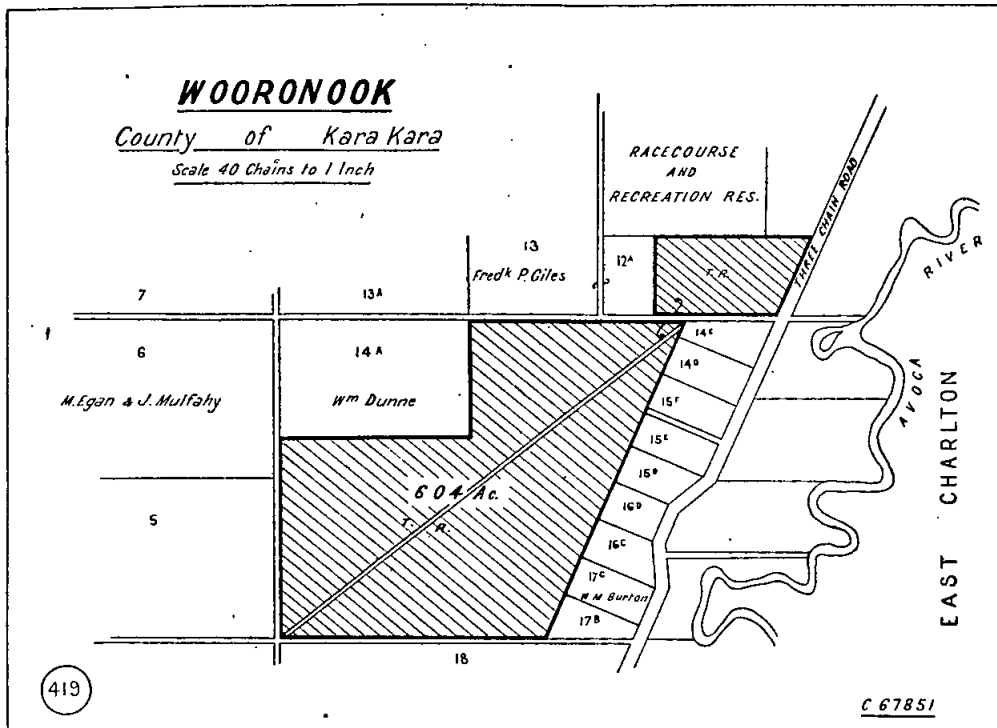 WOORONOOK
County of Kara Kara
Scale 40 Chains to 1 Inch
RACECOURSE
AND
RECREATION RES.
THREE CHAIN ROAD
RIVER
AVOCA
EAST CHARLTON
13
Fredk P. Giles
12A
T. R.
7
13A
6
14A
M. Egan & J. Mulfahy
Wm Dunne
14E
14D
15F
15E
15D
16D
16C
17C
W M Burton
17B
604 Ac.
T. R.
5
18
419
C 67851